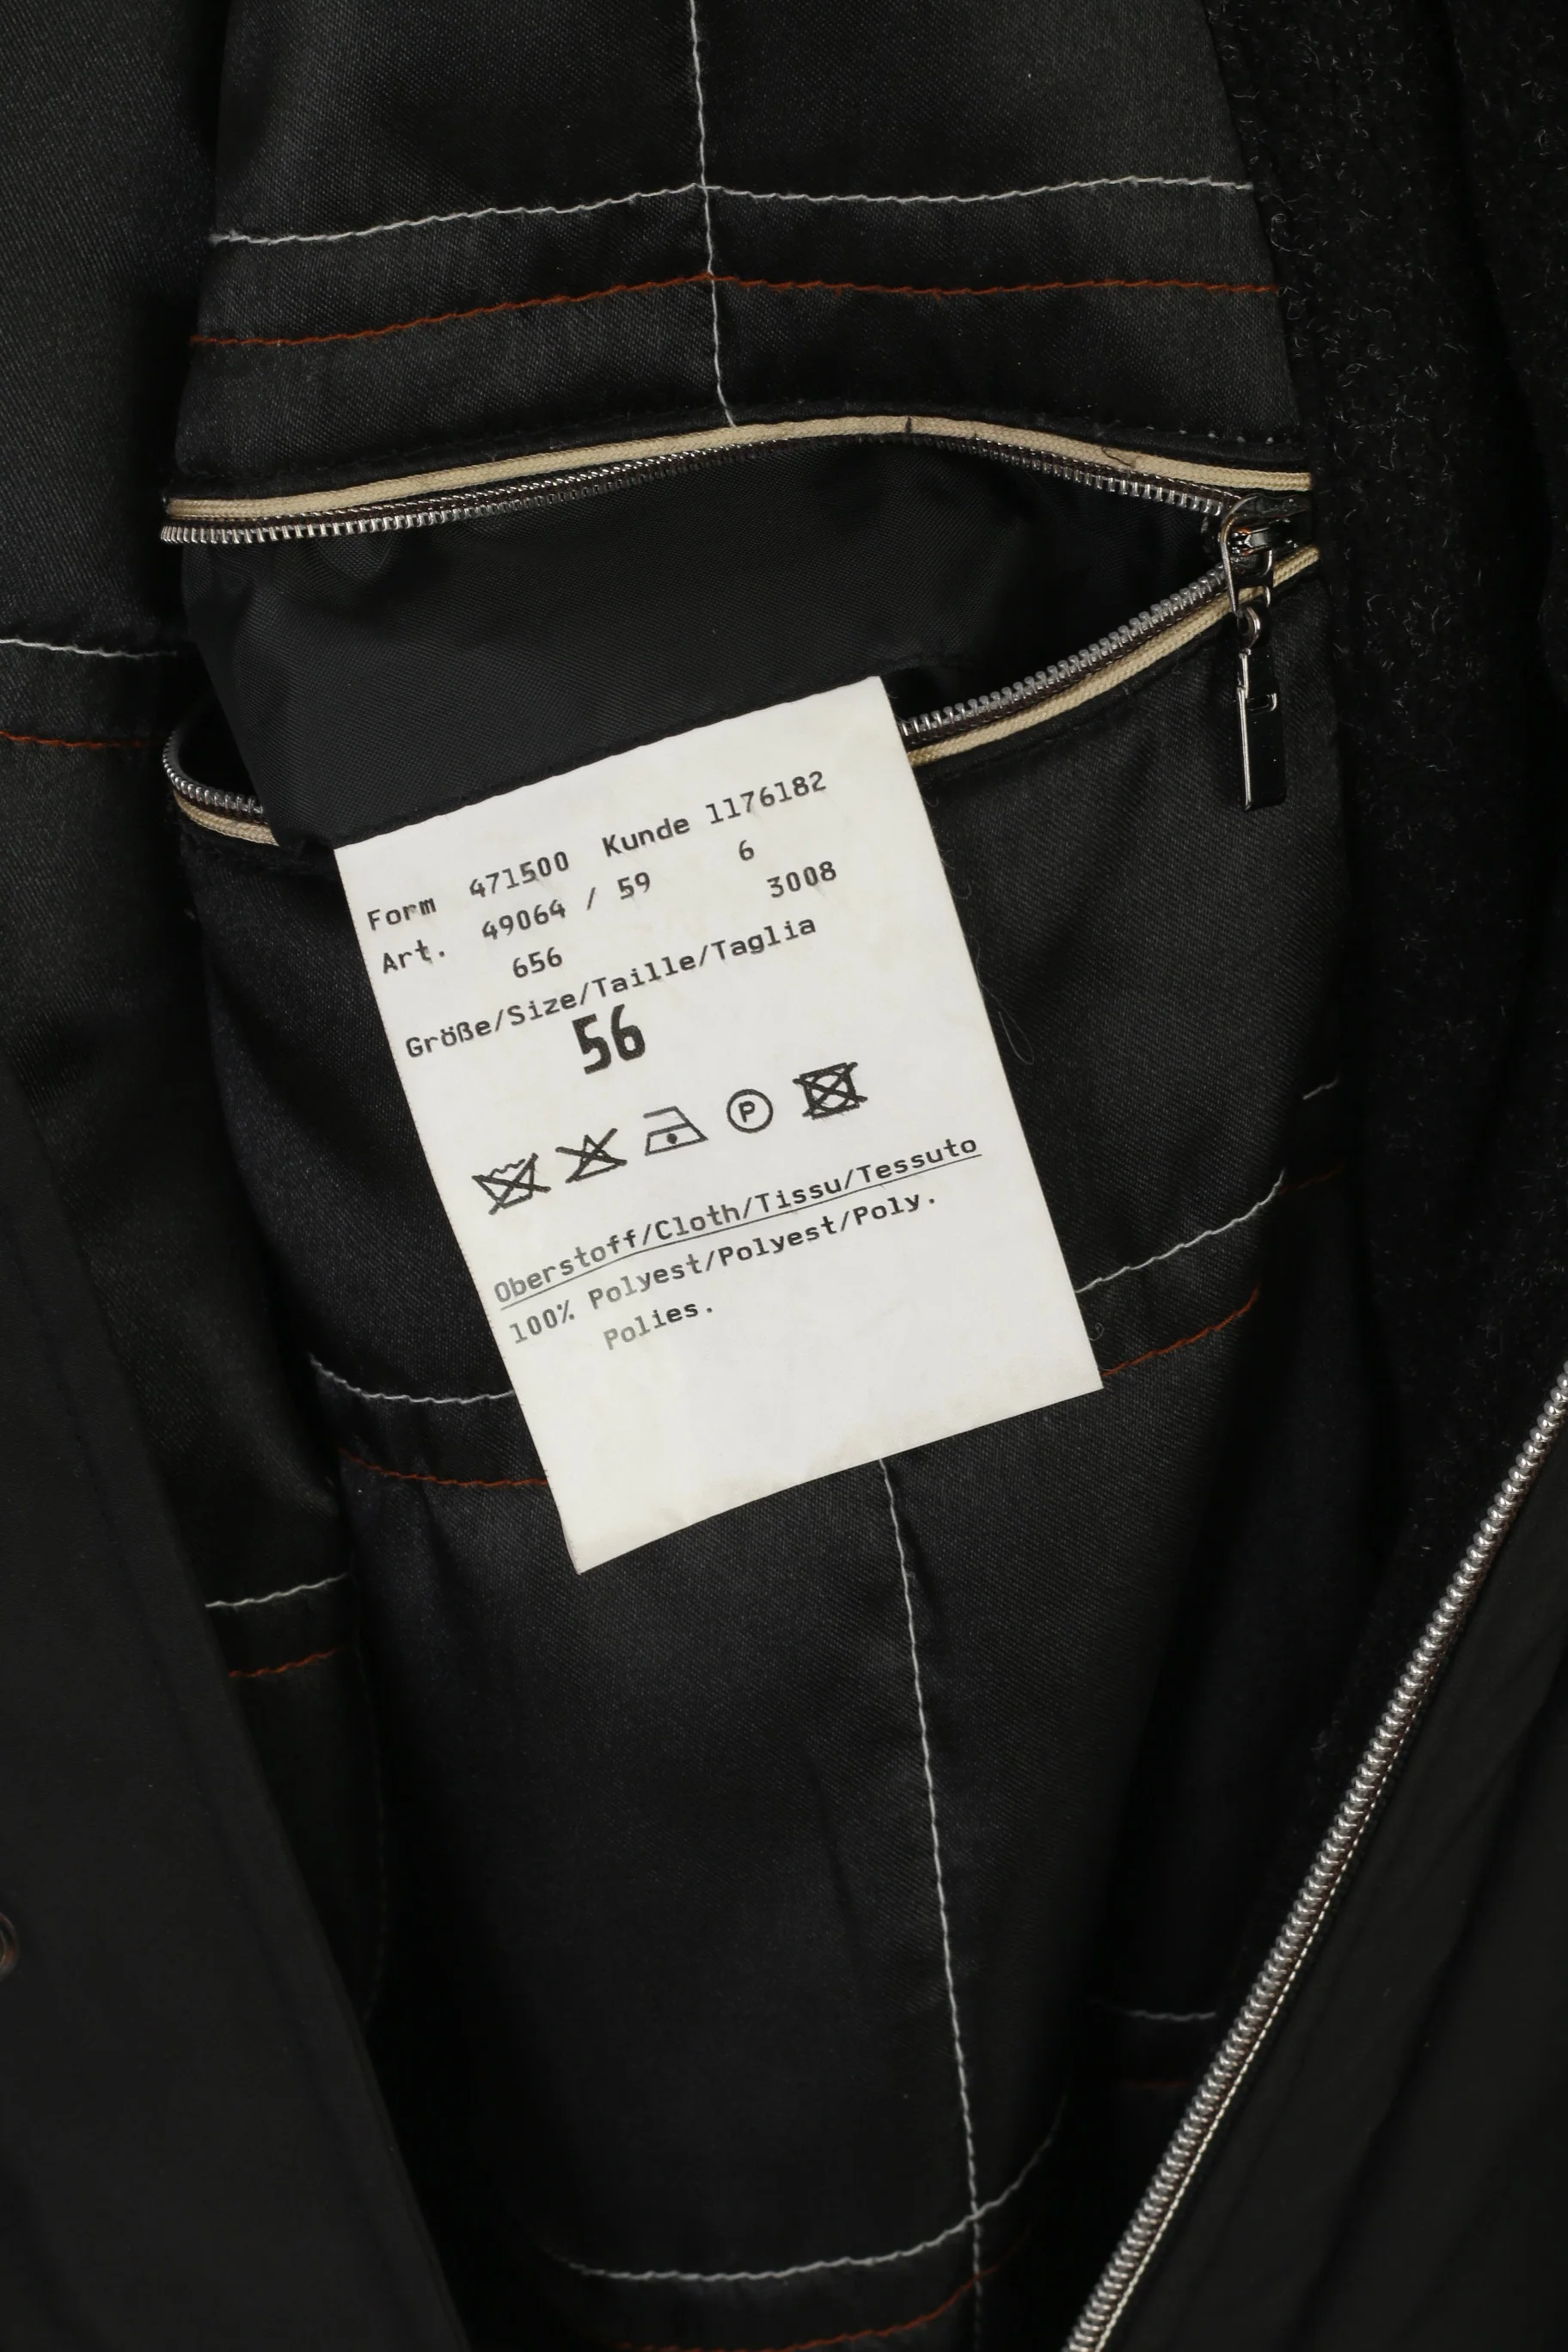 Form 471500 Kunde 1176182
Art. 49064 / 59 6
656 3008
Größe/Size/Taille/Taglia
56
P
Oberstoff/Cloth/Tissu/Tessuto
100% Polyest/Polyest/Poly.
Polies.